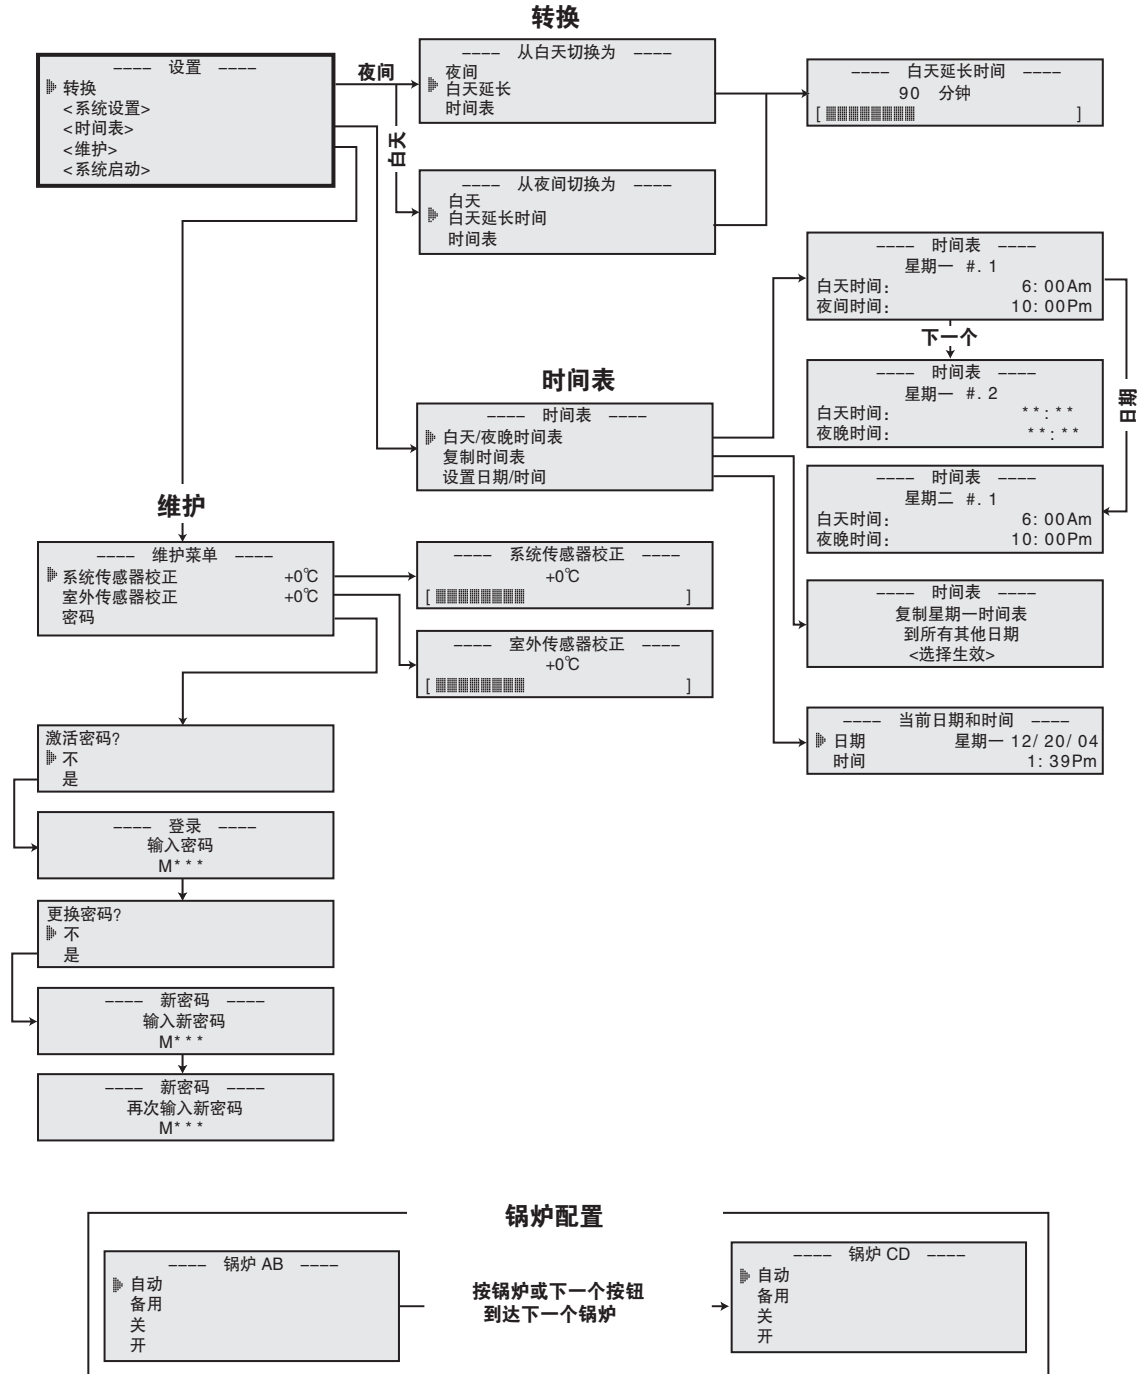 转换
---- 设置 ----
转换
<系统设置>
<时间表>
<维护>
<系统启动>
夜间
白天
---- 从白天切换为 ----
夜间
白天延长
时间表
---- 白天延长时间 ----
90 分钟
[ ]
---- 从夜间切换为 ----
白天
白天延长时间
时间表
---- 时间表 ----
星期一 #. 1
白天时间: 6: 00Am
夜间时间: 10: 00Pm
下一个
---- 时间表 ----
星期一 #. 2
白天时间: **: **
夜晚时间: **: **
日期
---- 时间表 ----
星期二 #. 1
白天时间: 6: 00Am
夜晚时间: 10: 00Pm
时间表
---- 时间表 ----
白天/夜晚时间表
复制时间表
设置日期/时间
---- 时间表 ----
复制星期一时间表
到所有其他日期
<选择生效>
---- 当前日期和时间 ----
日期 星期一 12/ 20/ 04
时间 1: 39Pm
维护
---- 维护菜单 ----
系统传感器校正 +0℃
室外传感器校正 +0℃
密码
---- 系统传感器校正 ----
+0℃
[ ]
---- 室外传感器校正 ----
+0℃
[ ]
激活密码?
不
是
---- 登录 ----
输入密码
M***
更换密码?
不
是
---- 新密码 ----
输入新密码
M***
---- 新密码 ----
再次输入新密码
M***
锅炉配置
---- 锅炉 AB ----
自动
备用
关
开
按锅炉或下一个按钮
到达下一个锅炉
---- 锅炉 CD ----
自动
备用
关
开